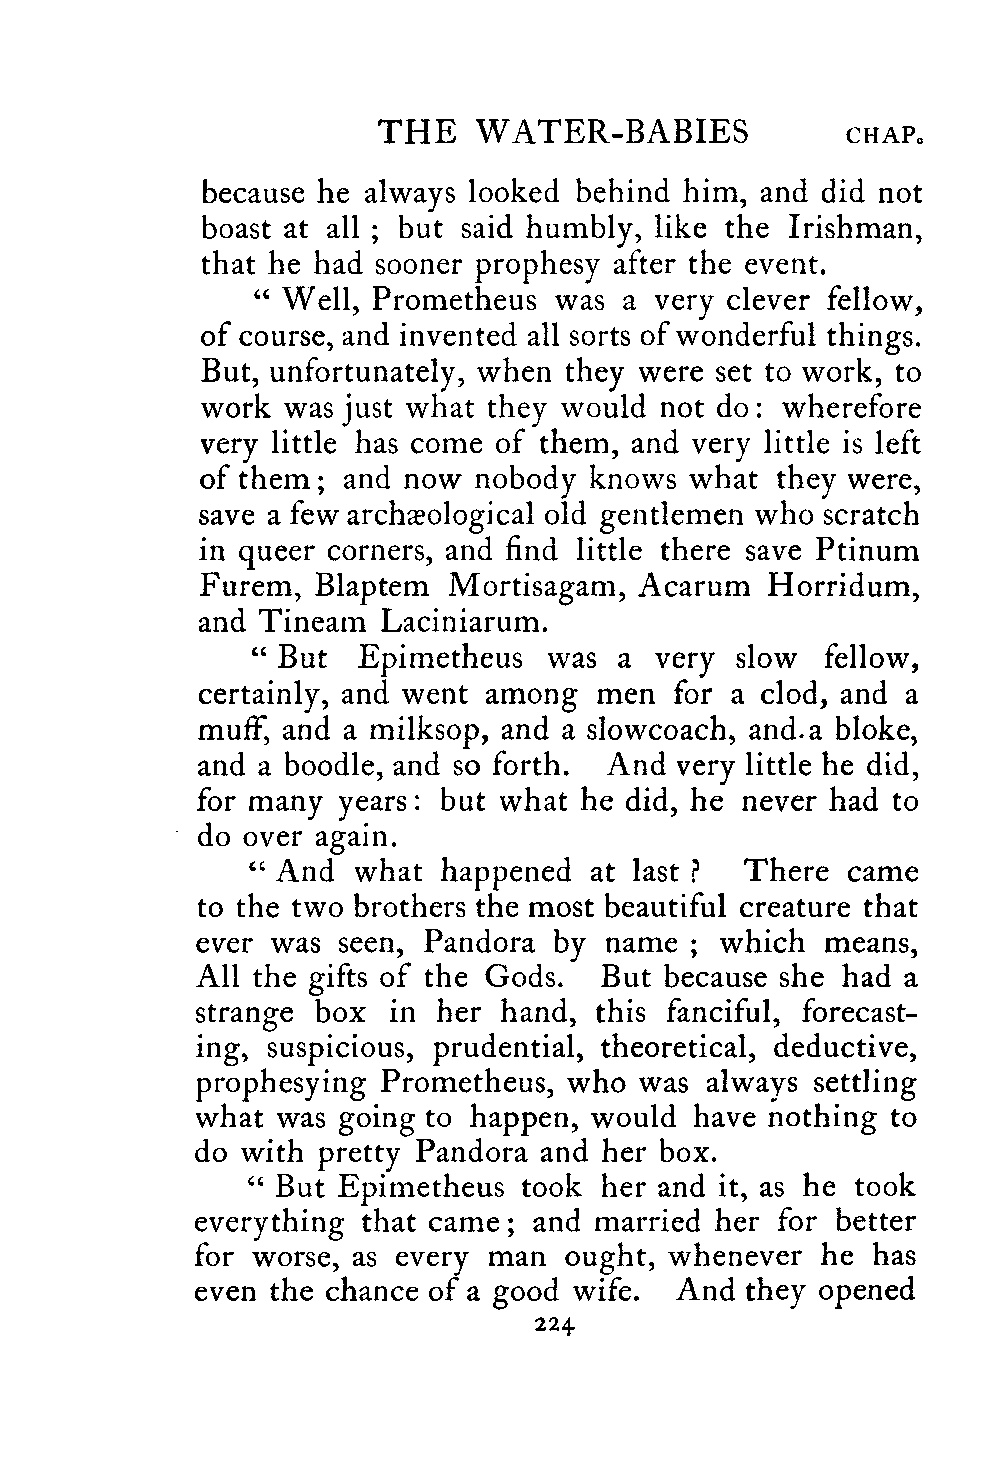 THE WATER-BABIES CHAP.
because he always looked behind him, and did not
boast at all ; but said humbly, like the Irishman,
that he had sooner prophesy after the event.
“ Well, Prometheus was a very clever fellow,
of course, and invented all sorts of wonderful things.
But, unfortunately, when they were set to work, to
work was just what they would not do : wherefore
very little has come of them, and very little is left
of them ; and now nobody knows what they were,
save a few archæological old gentlemen who scratch
in queer corners, and find little there save Ptinum
Furem, Blaptem Mortisagam, Acarum Horridum,
and Tineam Laciniarum.
“ But Epimetheus was a very slow fellow,
certainly, and went among men for a clod, and a
muff, and a milksop, and a slowcoach, and a bloke,
and a boodle, and so forth. And very little he did,
for many years : but what he did, he never had to
do over again.
“ And what happened at last ? There came
to the two brothers the most beautiful creature that
ever was seen, Pandora by name ; which means,
All the gifts of the Gods. But because she had a
strange box in her hand, this fanciful, forecast-
ing, suspicious, prudential, theoretical, deductive,
prophesying Prometheus, who was always settling
what was going to happen, would have nothing to
do with pretty Pandora and her box.
“ But Epimetheus took her and it, as he took
everything that came ; and married her for better
for worse, as every man ought, whenever he has
even the chance of a good wife. And they opened
224